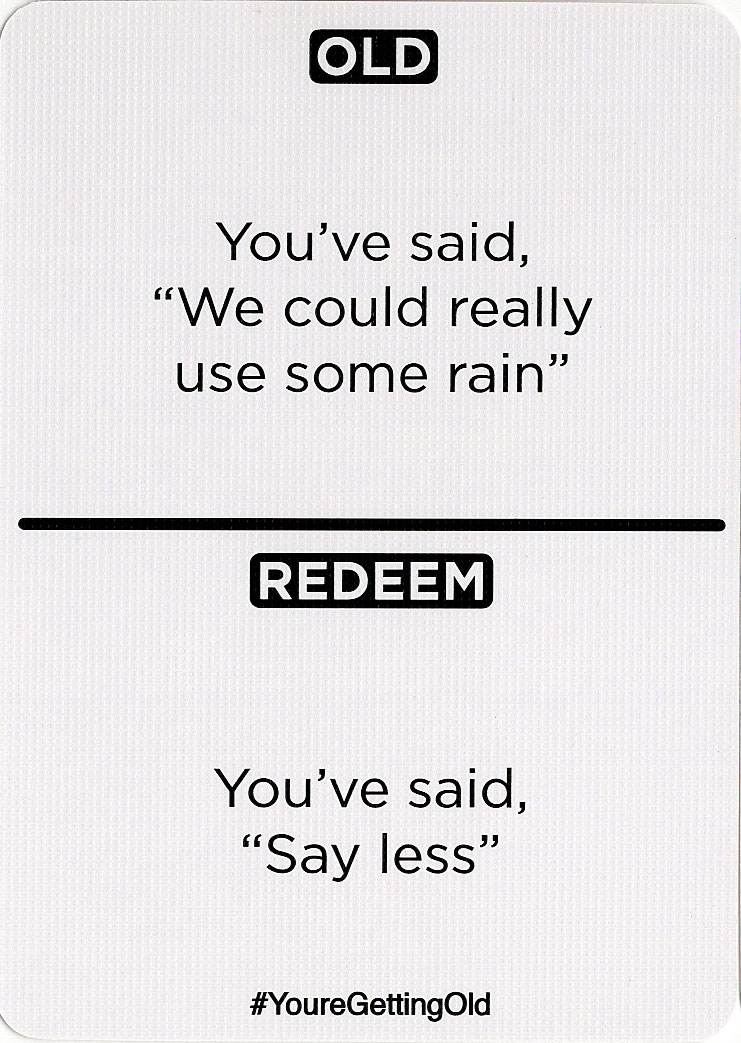 OLD
You’ve said,
“We could really
use some rain”
REDEEM
You’ve said,
“Say less”
#YoureGettingOld